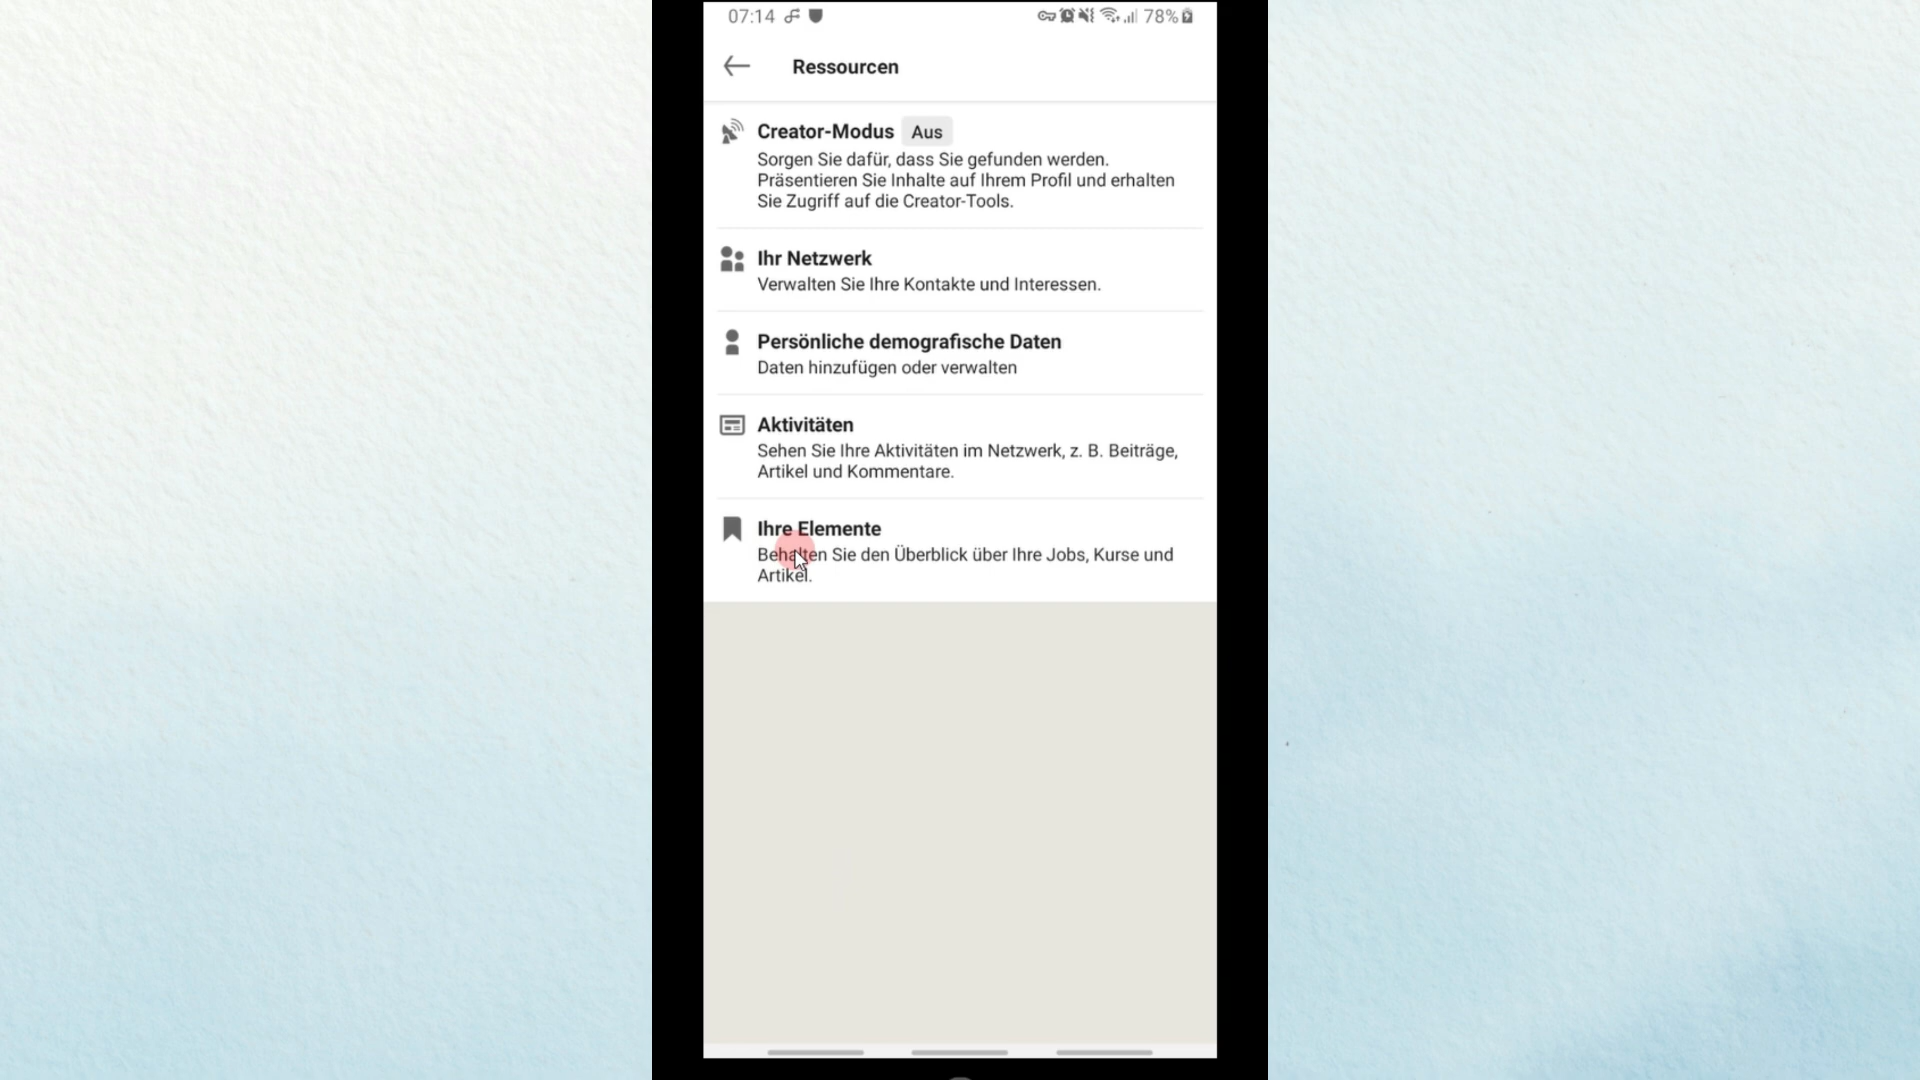 07:14 78%
Ressourcen
Creator-Modus Aus
Sorgen Sie dafür, dass Sie gefunden werden.
Präsentieren Sie Inhalte auf Ihrem Profil und erhalten
Sie Zugriff auf die Creator-Tools.
Ihr Netzwerk
Verwalten Sie Ihre Kontakte und Interessen.
Persönliche demografische Daten
Daten hinzufügen oder verwalten
Aktivitäten
Sehen Sie Ihre Aktivitäten im Netzwerk, z. B. Beiträge,
Artikel und Kommentare.
Ihre Elemente
Behalten Sie den Überblick über Ihre Jobs, Kurse und
Artikel.